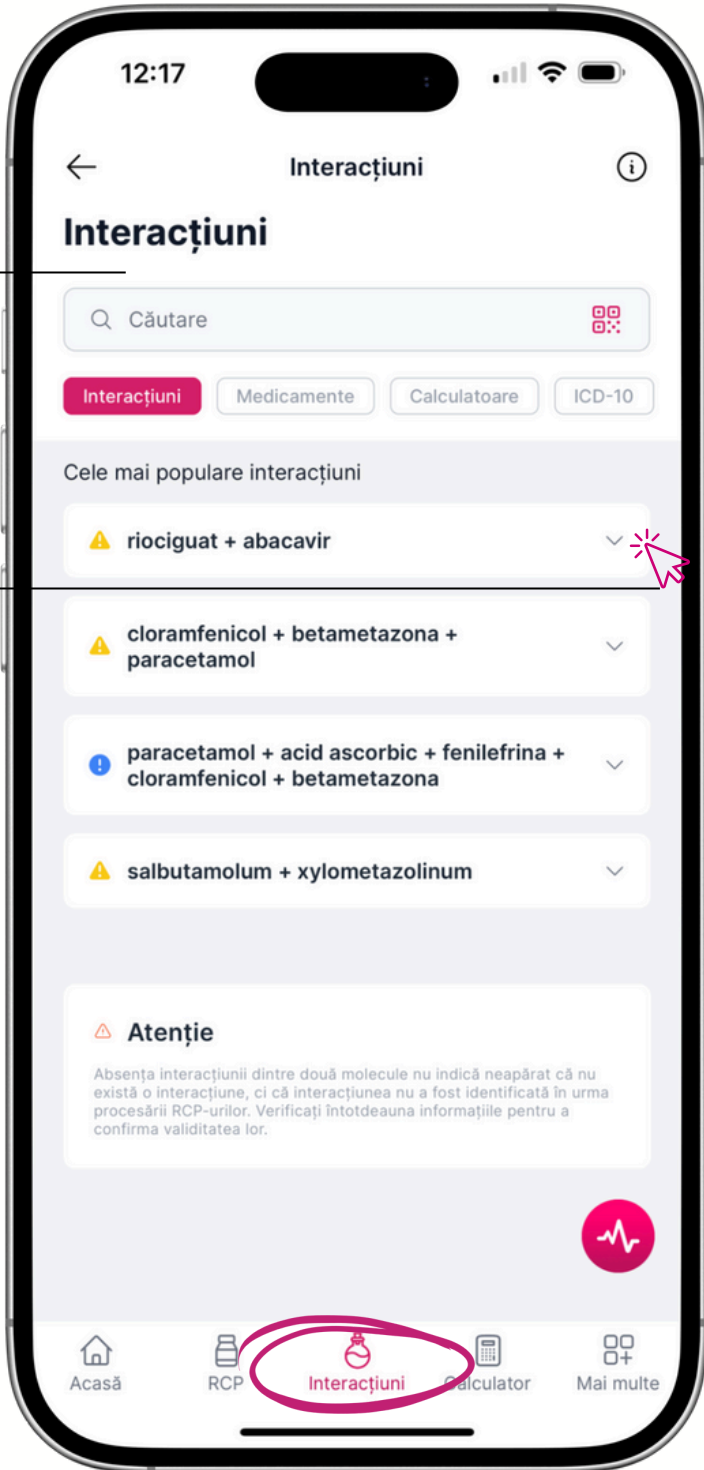 12:17
Interacțiuni
Interacțiuni
Căutare
Interacțiuni
Medicamente
Calculatoare
ICD-10
Cele mai populare interacțiuni
riociguat + abacavir
cloramfenicol + betametazona +
paracetamol
paracetamol + acid ascorbic + fenilefrina +
cloramfenicol + betametazona
salbutamolum + xylometazolinum
Atenție
Absența interacțiunii dintre două molecule nu indică neapărat că nu
există o interacțiune, ci că interacțiunea nu a fost identificată în urma
procesării RCP-urilor. Verificați întotdeauna informațiile pentru a
confirma validitatea lor.
Acasă
RCP
Interacțiuni
Calculator
Mai multe